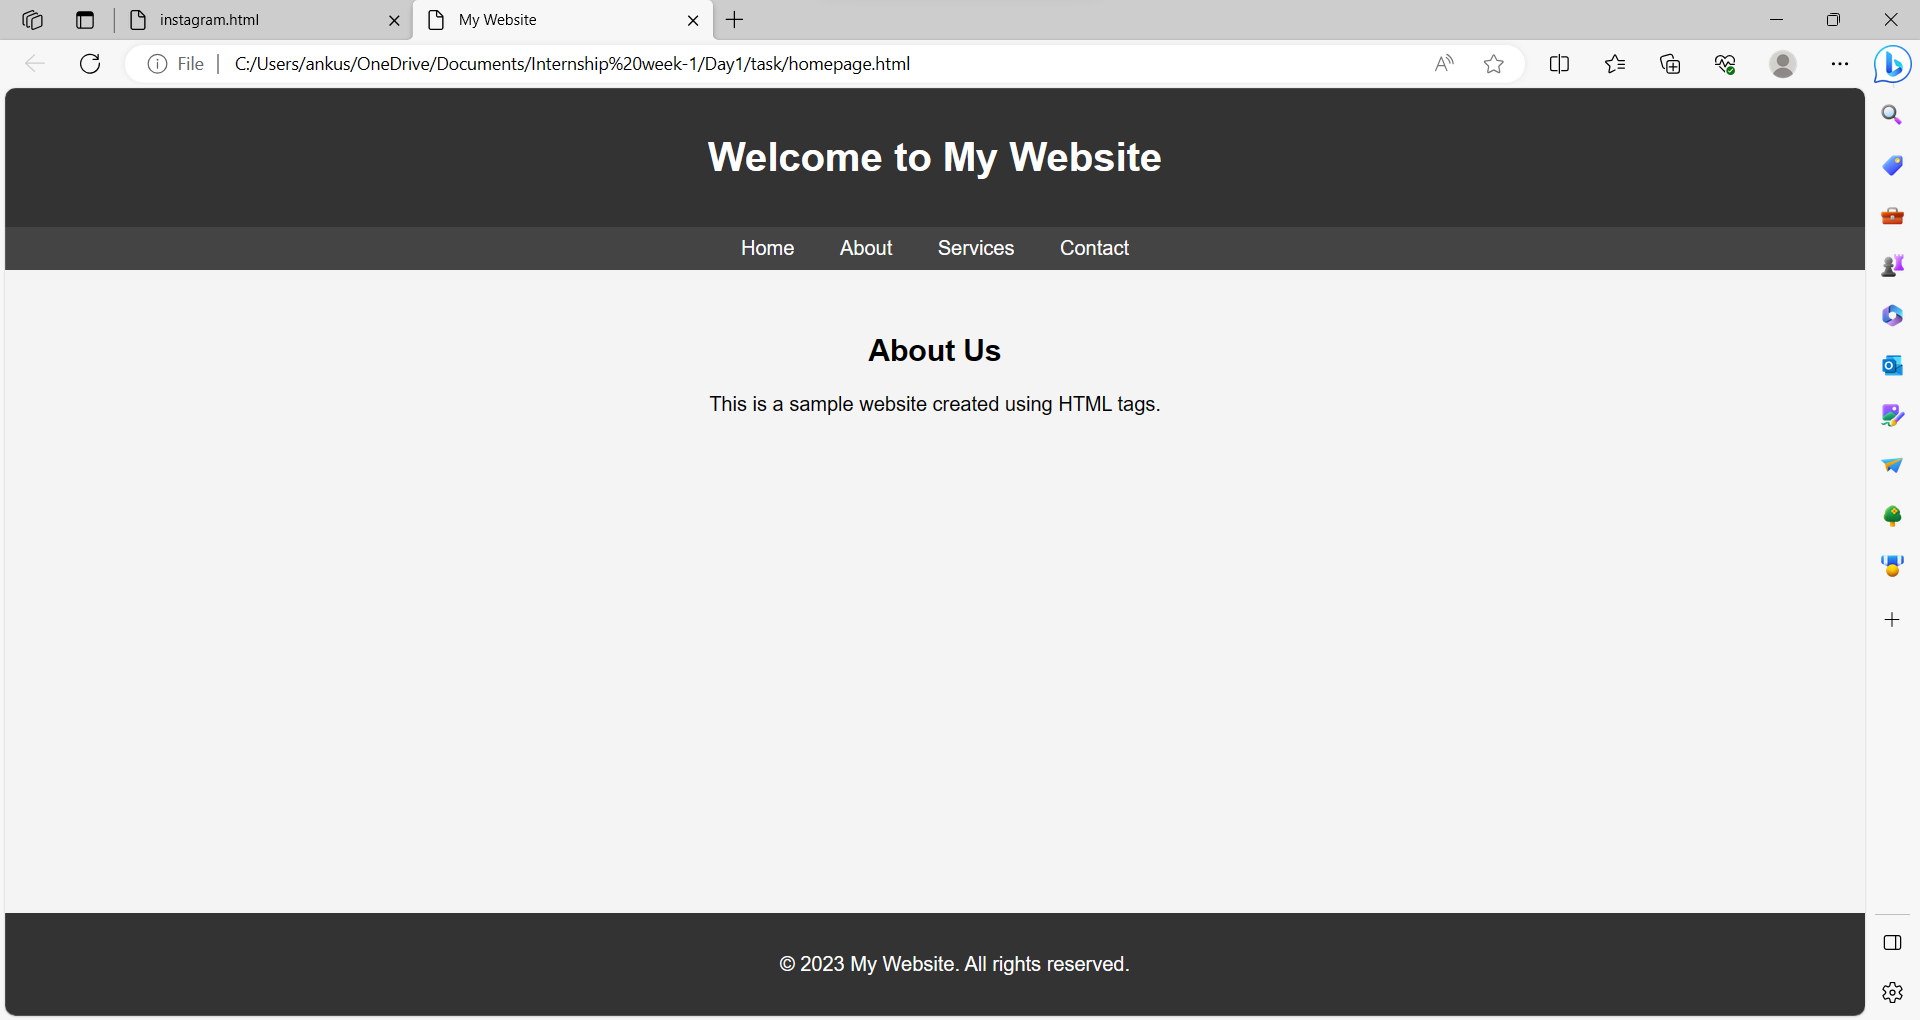 instagram.html
My Website
File
C:/Users/ankus/OneDrive/Documents/Internship%20week-1/Day1/task/homepage.html
Welcome to My Website
Home About Services Contact
About Us
This is a sample website created using HTML tags.
© 2023 My Website. All rights reserved.